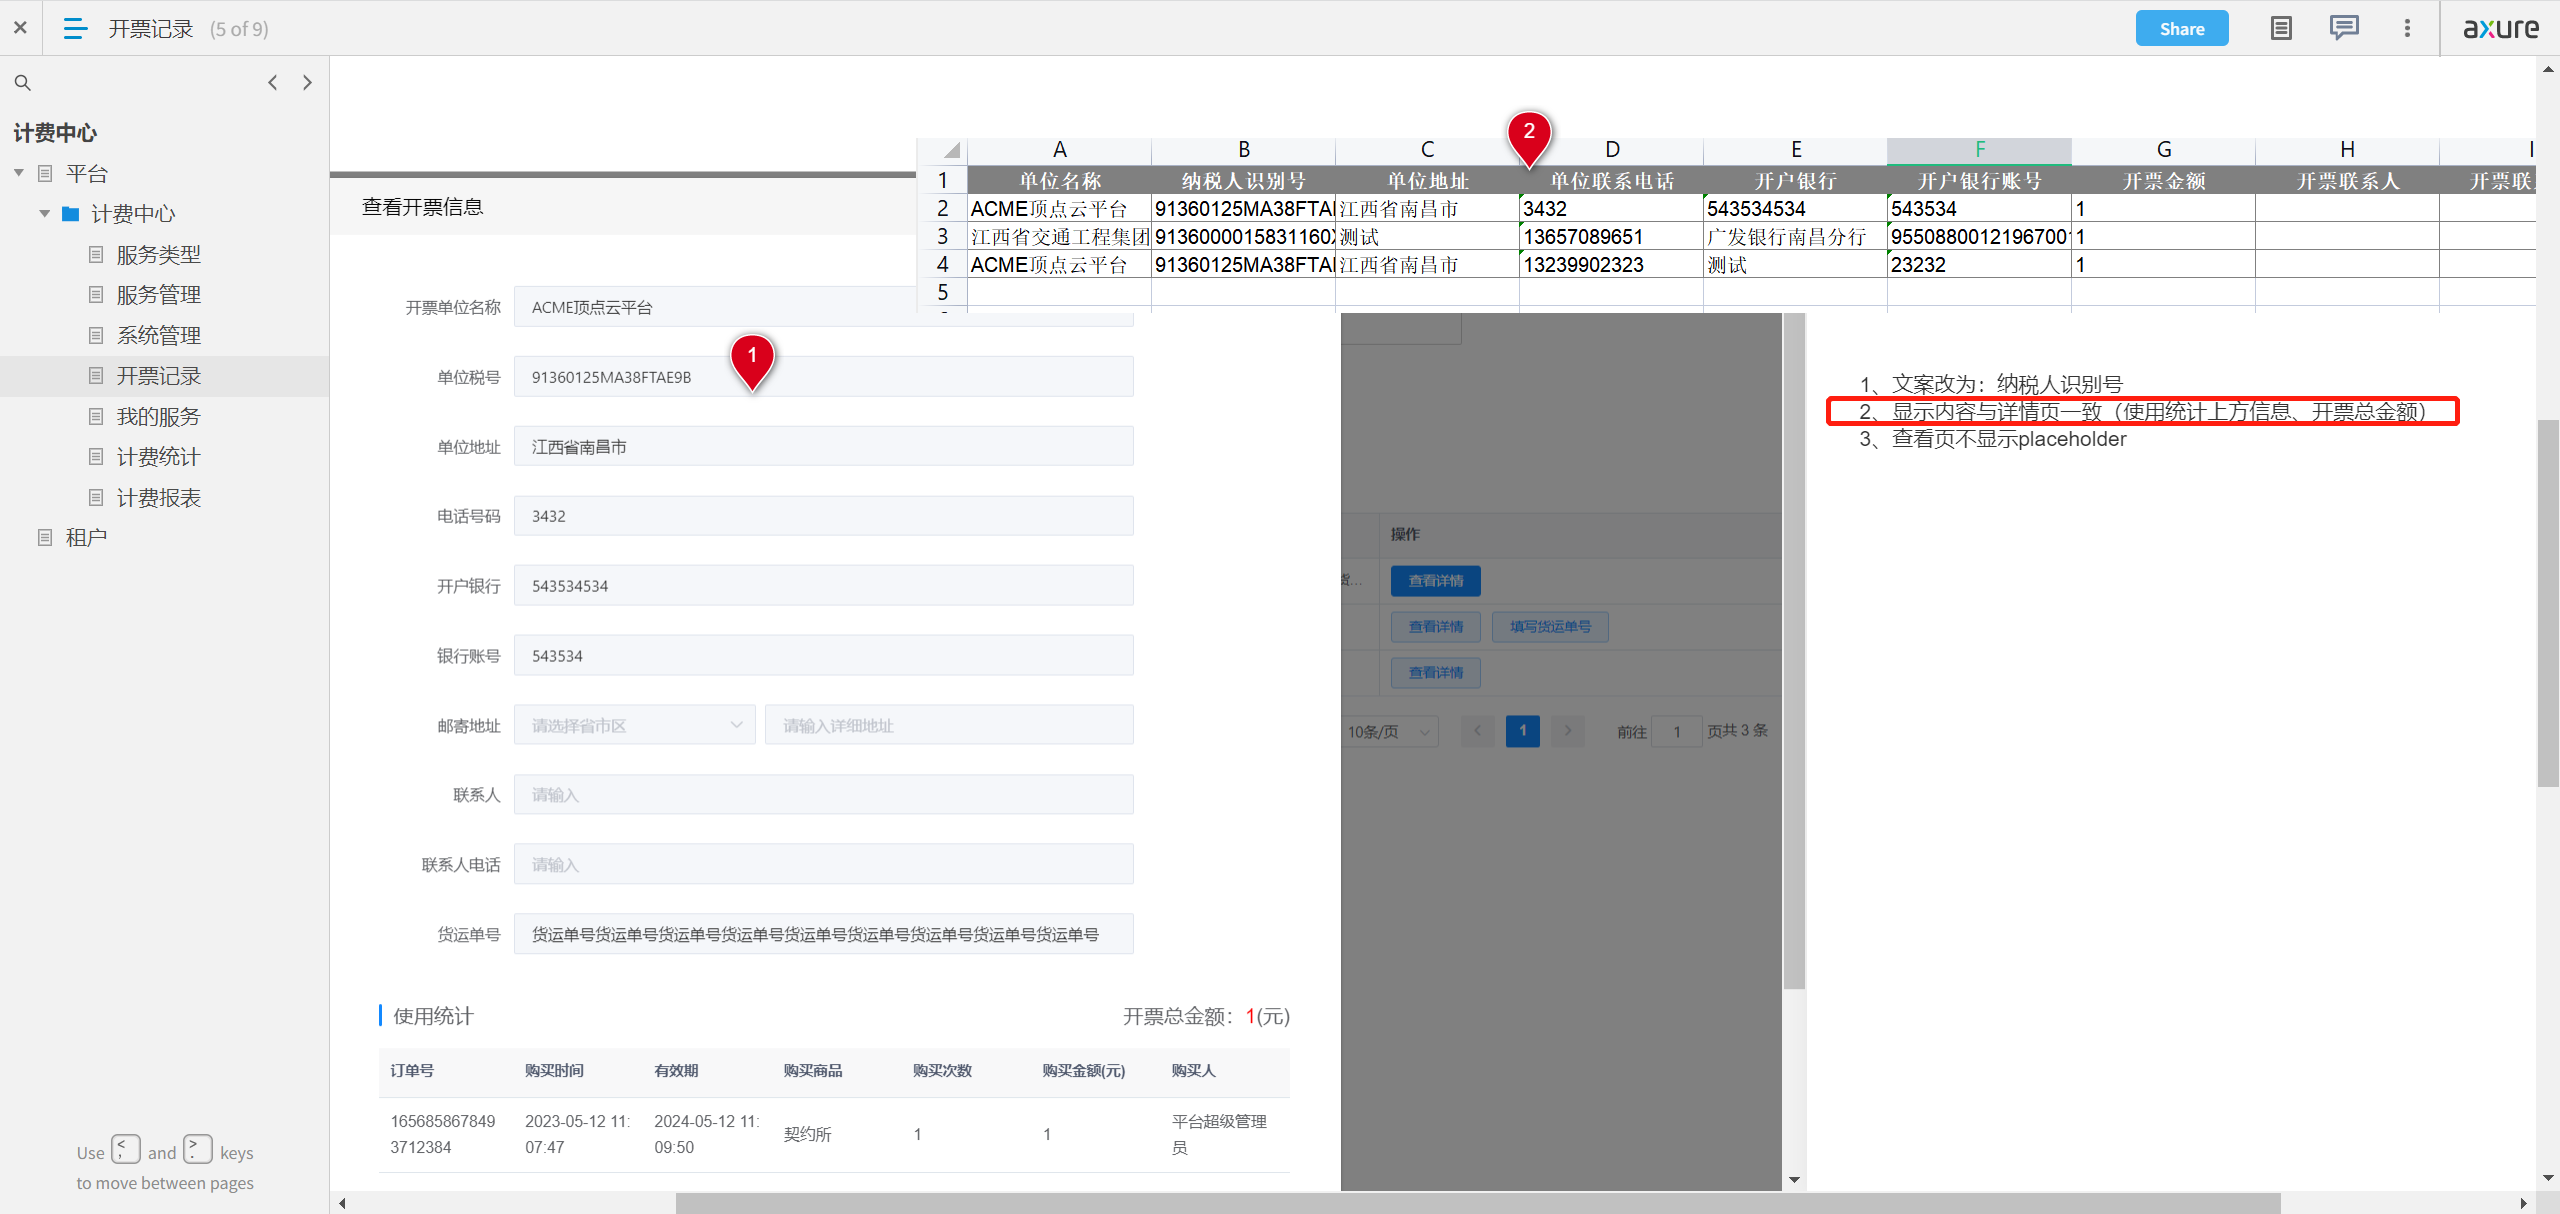 开票记录 (5 of 9)
Share
axure
计费中心
平台
计费中心
服务类型
服务管理
系统管理
开票记录
我的服务
计费统计
计费报表
租户
Use < , and > . keys
to move between pages
2
A B C D E F G H I
1 单位名称 纳税人识别号 单位地址 单位联系电话 开户银行 开户银行账号 开票金额 开票联系人 开票联
2 ACME顶点云平台 91360125MA38FTA 江西省南昌市 3432 543534534 543534 1
3 江西省交通工程集团 9136000015831160X 测试 13657089651 广发银行南昌分行 95508800121967001 1
4 ACME顶点云平台 91360125MA38FTA 江西省南昌市 13239902323 测试 23232 1
5
查看开票信息
开票单位名称 ACME顶点云平台
1
单位税号 91360125MA38FTAE9B
单位地址 江西省南昌市
电话号码 3432
开户银行 543534534
银行账号 543534
邮寄地址 请选择省市区 请输入详细地址
联系人 请输入
联系人电话 请输入
货运单号 货运单号货运单号货运单号货运单号货运单号货运单号货运单号货运单号货运单号
使用统计 开票总金额：1(元)
订单号 购买时间 有效期 购买商品 购买次数 购买金额(元) 购买人
165685867849 2023-05-12 11: 2024-05-12 11: 契约所 1 1 平台超级管理
3712384 07:47 09:50 员
操作
货... 查看详情
查看详情 填写货运单号
查看详情
10条/页 < 1 > 前往 1 页共 3 条
1、文案改为：纳税人识别号
2、显示内容与详情页一致（使用统计上方信息、开票总金额）
3、查看页不显示placeholder